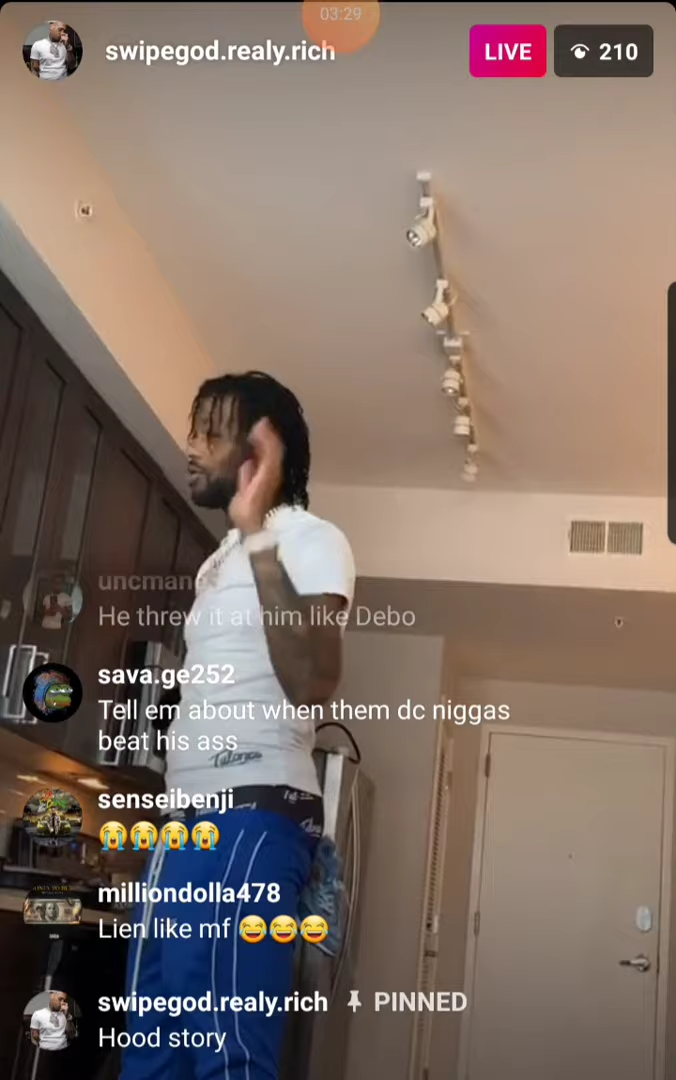 03:29
swipegod.realy.rich
LIVE
210
uncman
He threw it at him like Debo
sava.ge252
Tell em about when them dc niggas
beat his ass
senseibenji
😭😭😭😭
milliondolla478
Lien like mf 😂😂😂
swipegod.realy.rich PINNED
Hood story